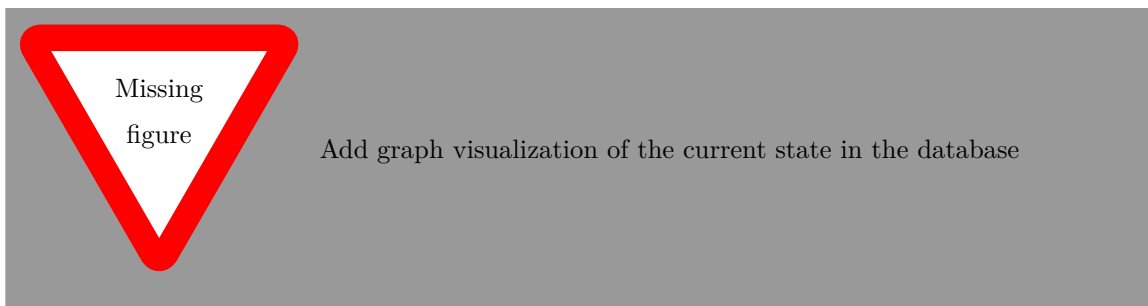 Missing
figure
Add graph visualization of the current state in the database